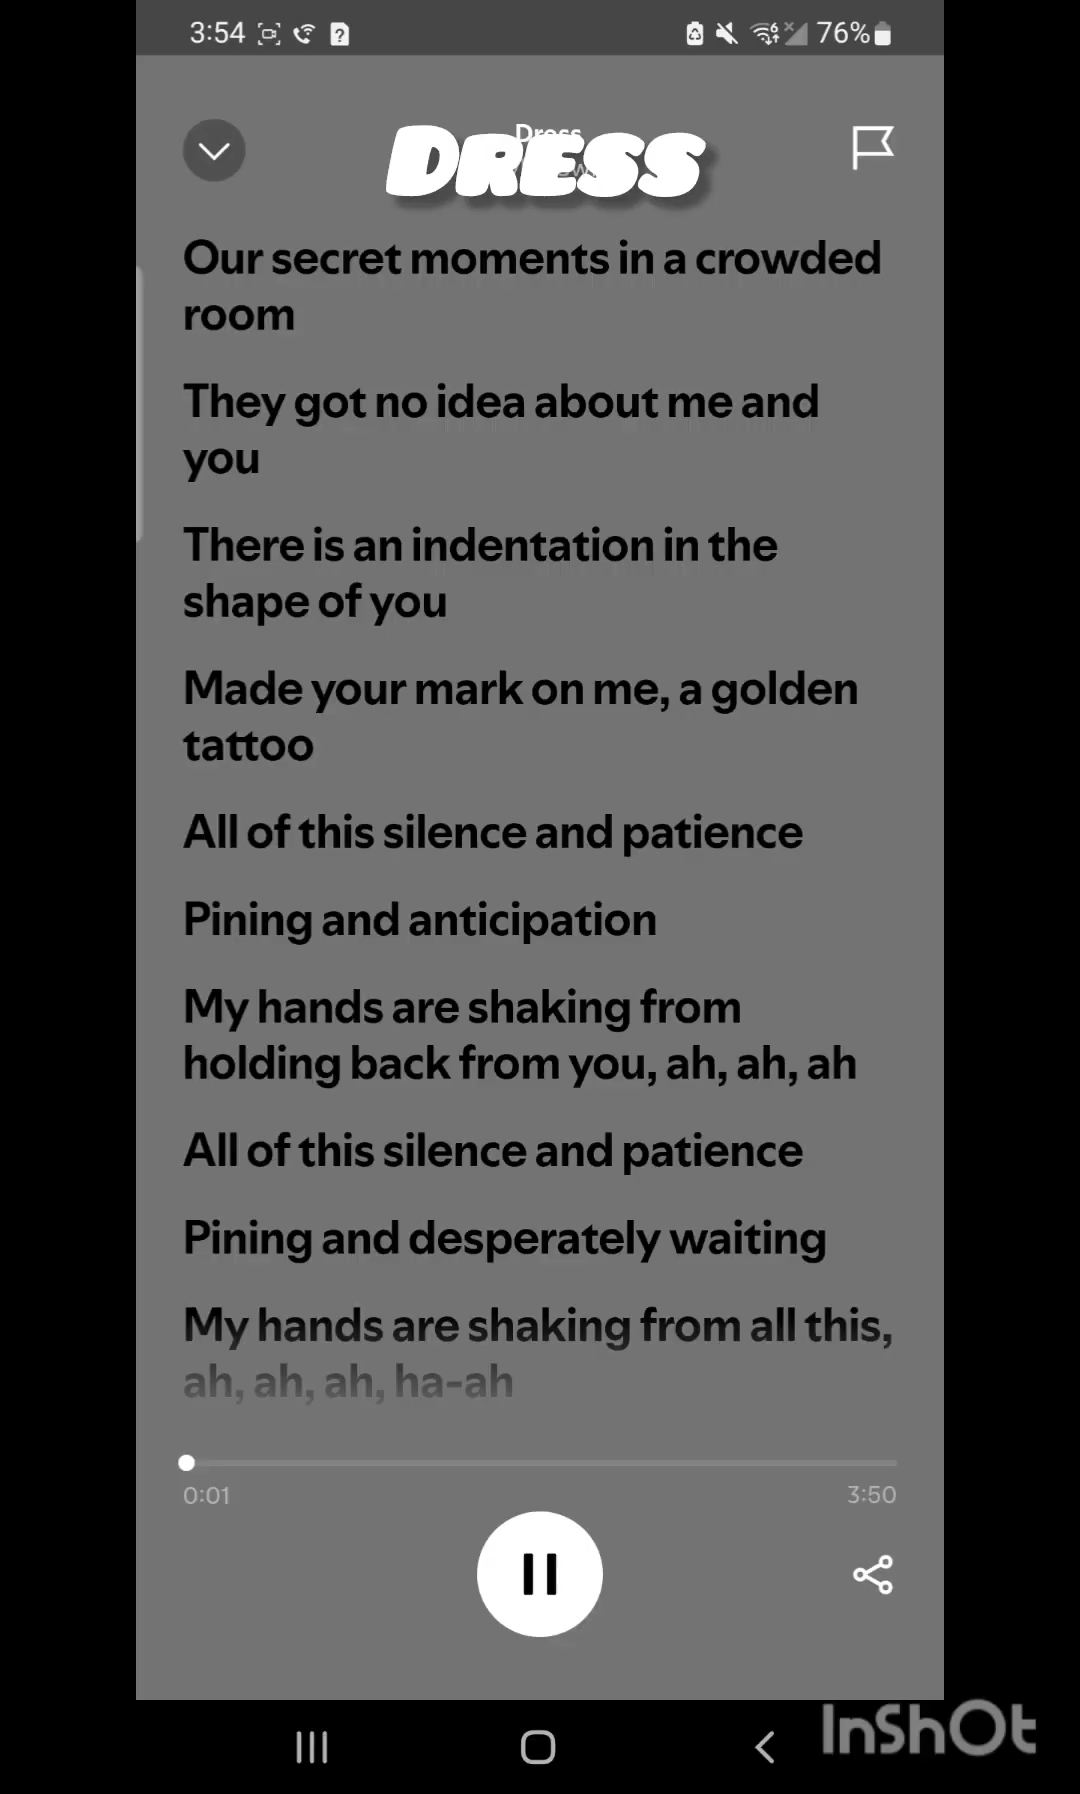 3:54
76%
Dress
DRESS
Our secret moments in a crowded
room
They got no idea about me and
you
There is an indentation in the
shape of you
Made your mark on me, a golden
tattoo
All of this silence and patience
Pining and anticipation
My hands are shaking from
holding back from you, ah, ah, ah
All of this silence and patience
Pining and desperately waiting
My hands are shaking from all this,
ah, ah, ah, ha-ah
0:01
3:50
InShOt